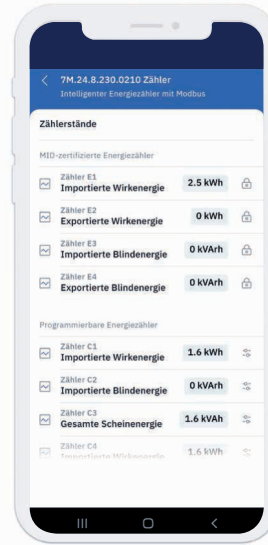 7M.24.8.230.0210 Zähler
Intelligenter Energiezähler mit Modbus
Zählerstände
MID-zertifizierte Energiezähler
Zähler E1
Importierte Wirkenergie
2.5 kWh
Zähler E2
Exportierte Wirkenergie
0 kWh
Zähler E3
Importierte Blindenergie
0 kVArh
Zähler E4
Exportierte Blindenergie
0 kVArh
Programmierbare Energiezähler
Zähler C1
Importierte Wirkenergie
1.6 kWh
Zähler C2
Importierte Blindenergie
0 kVArh
Zähler C3
Gesamte Scheinenergie
1.6 kVAh
Zähler C4
Importierte Wirkenergie
1.6 kWh